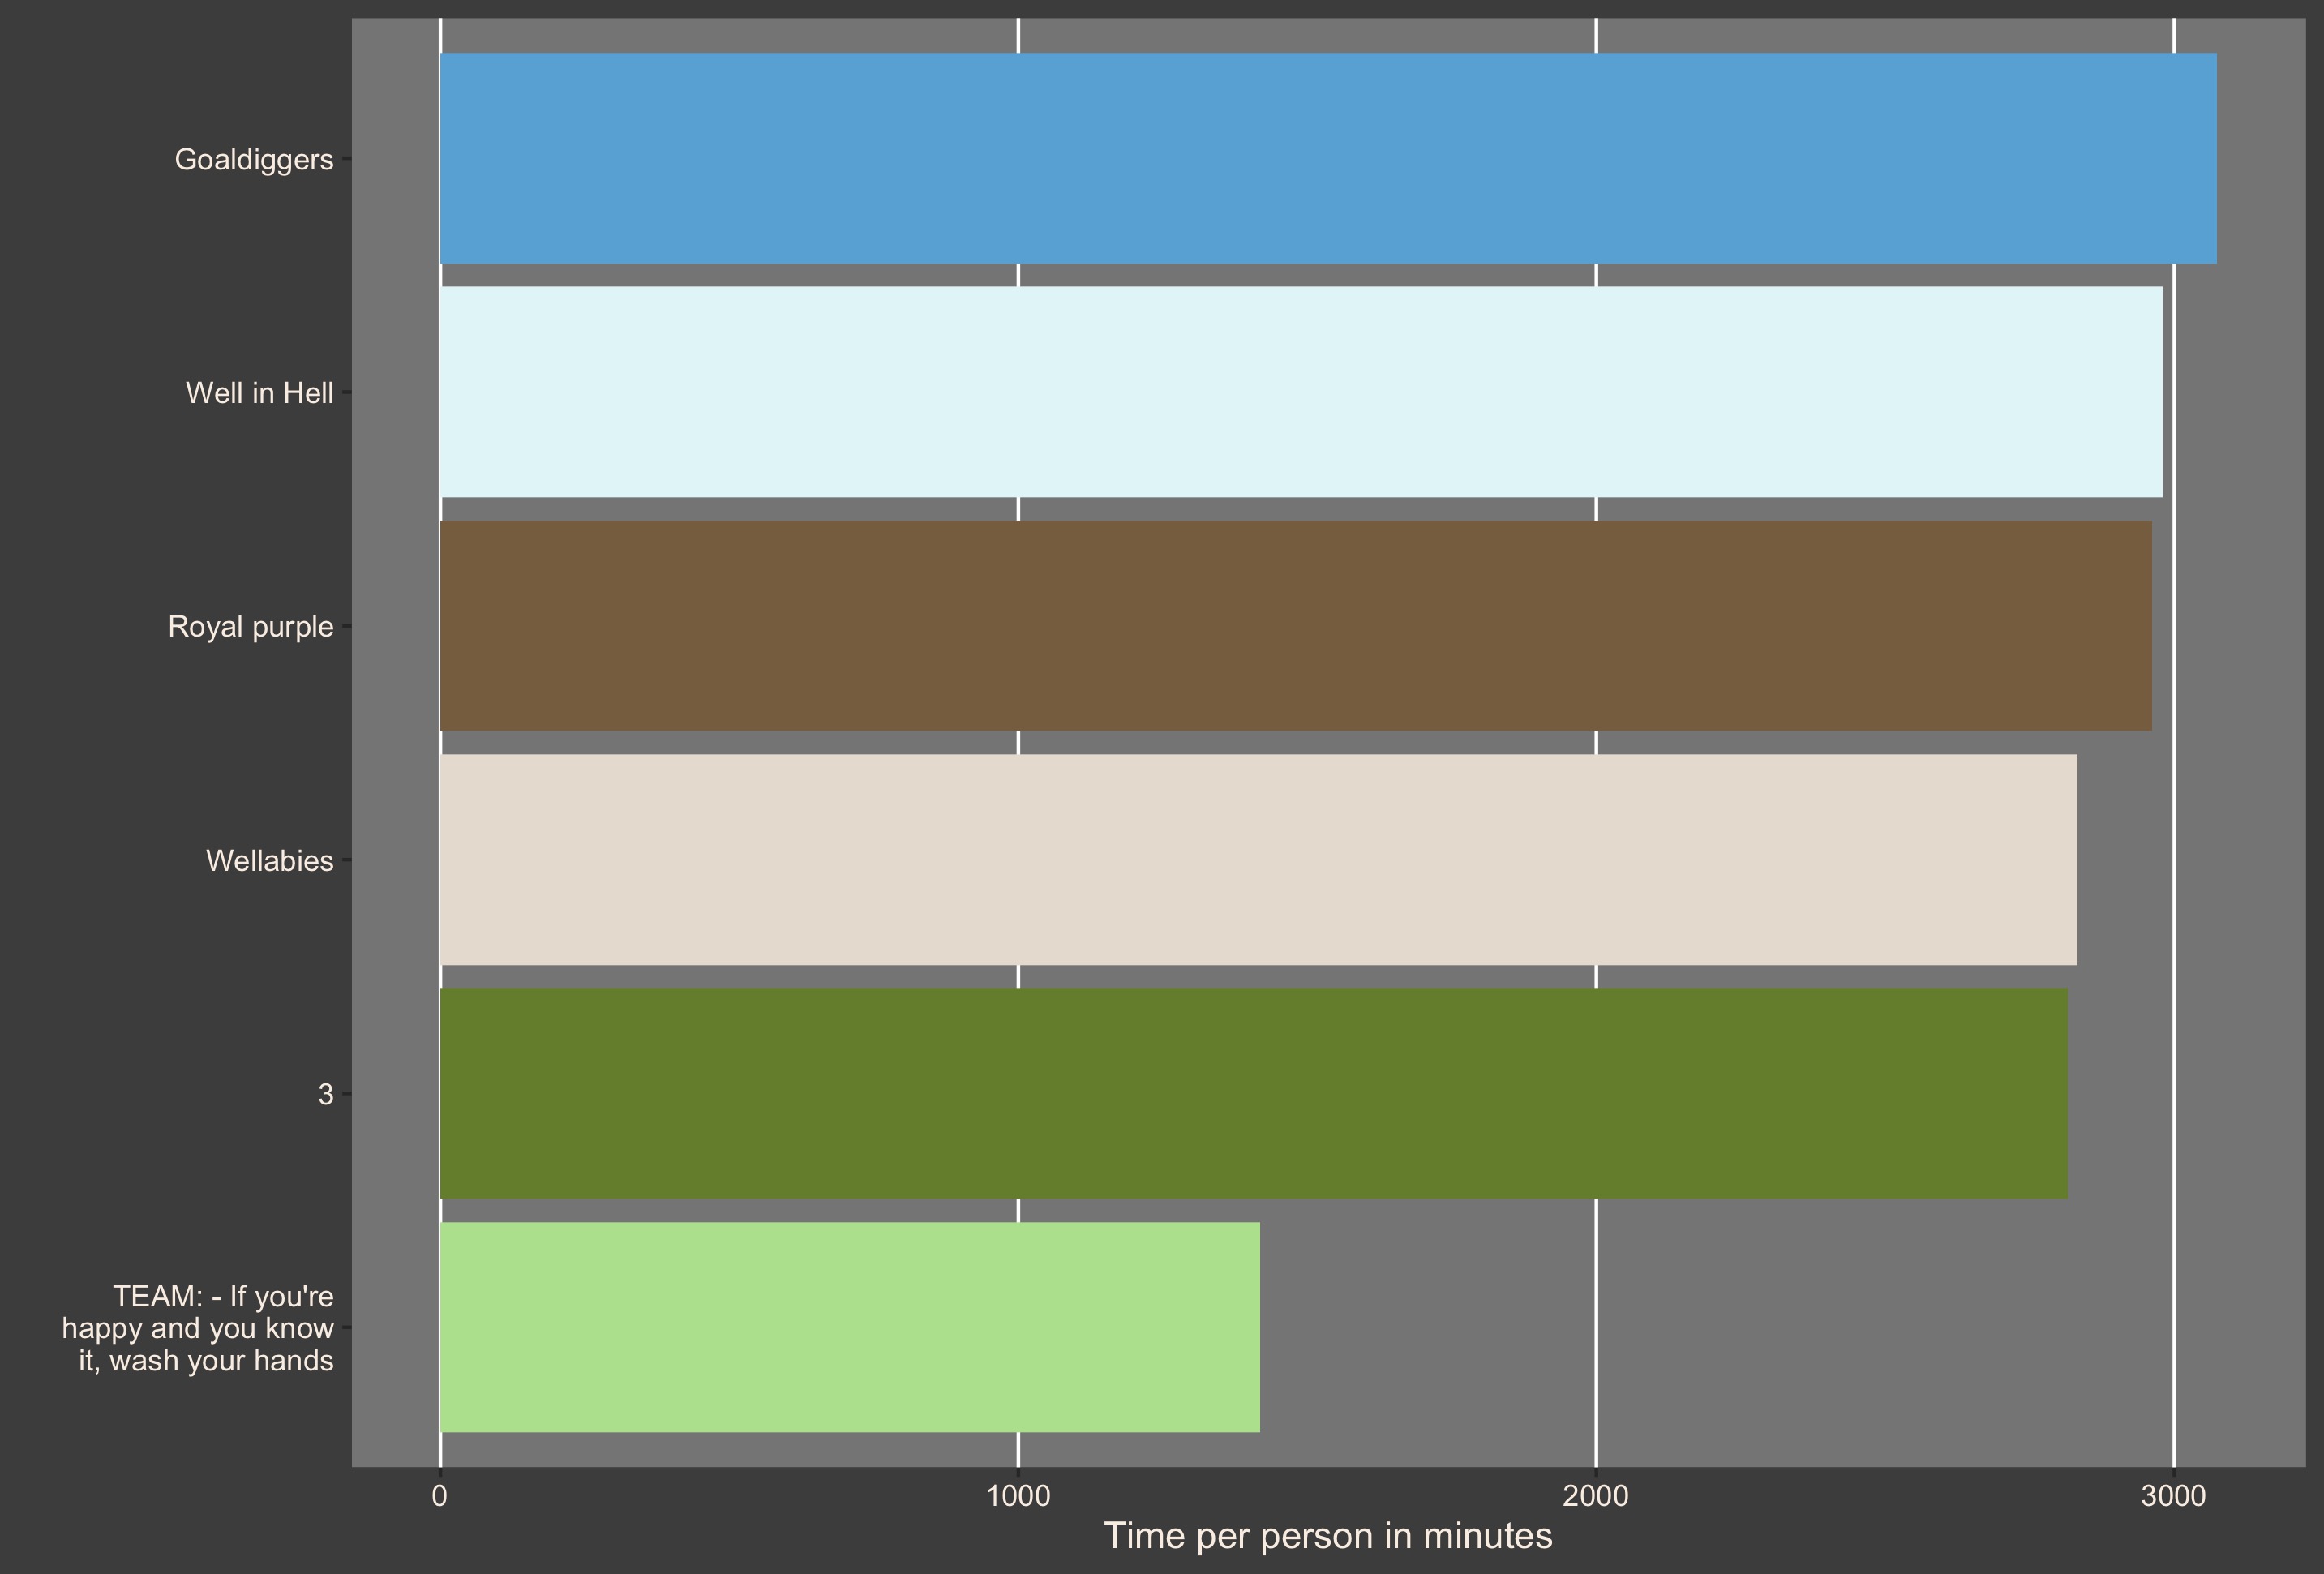 Goaldiggers
Well in Hell
Royal purple
Wellabies
3
TEAM: - If you're
happy and you know
it, wash your hands
0 1000 2000 3000
Time per person in minutes